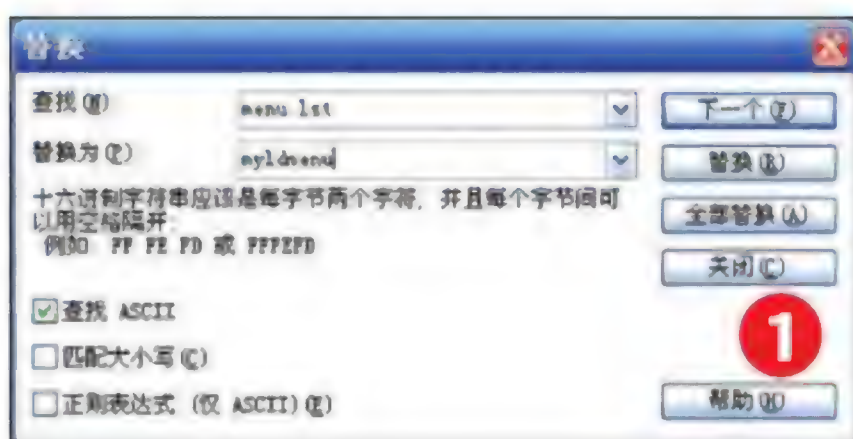 替换
查找(N)
menu.lst
下一个(F)
替换为(P)
myldmenu
替换(R)
十六进制字符串应该是每字节两个字符，并且每个字节间可
以用空格隔开:
例如 FF FE FD 或 FFFEFD
全部替换(A)
关闭(C)
查找 ASCII
匹配大小写(C)
1
正则表达式 (仅 ASCII)(E)
帮助(H)